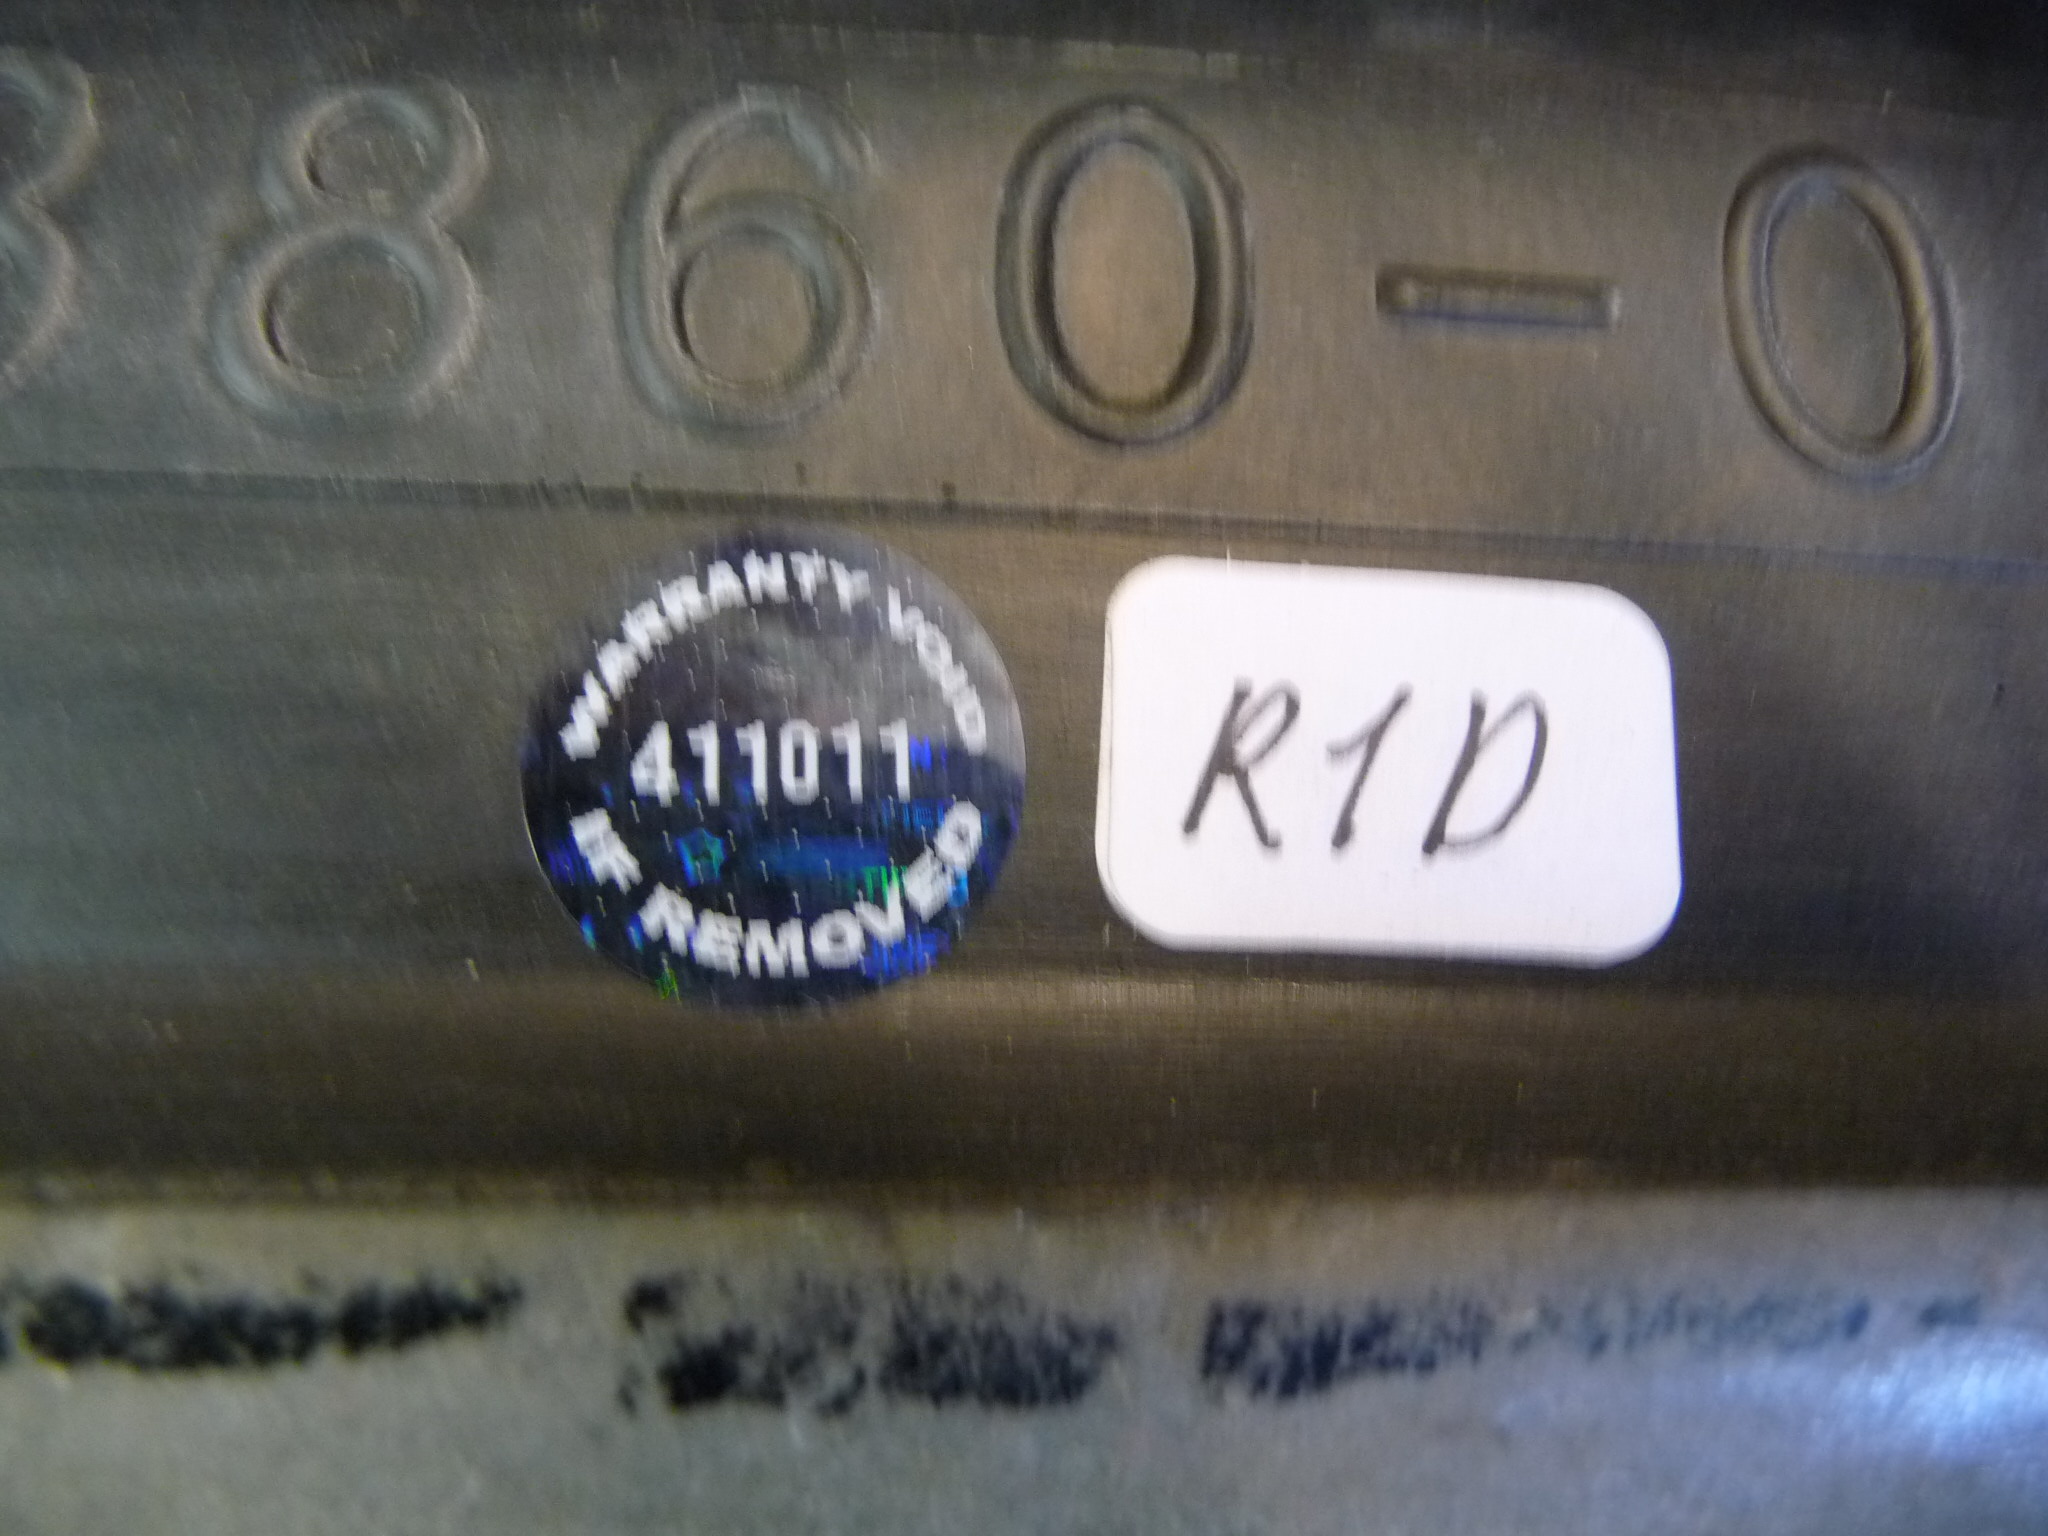 860-0
WARRANTY VOID
411011
IF REMOVED
R1D